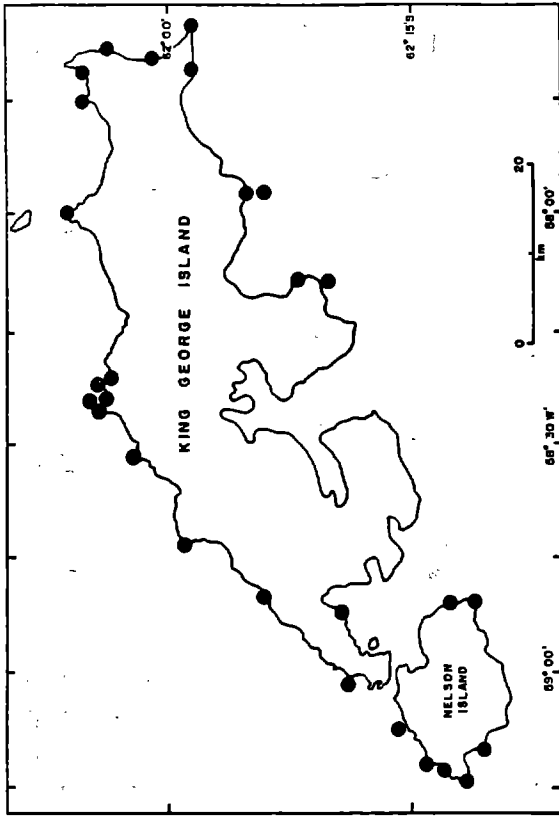 62° 00'
62° 15'S
KING GEORGE ISLAND
NELSON
ISLAND
0 20
km
58° 00'
58° 30'W
59° 00'